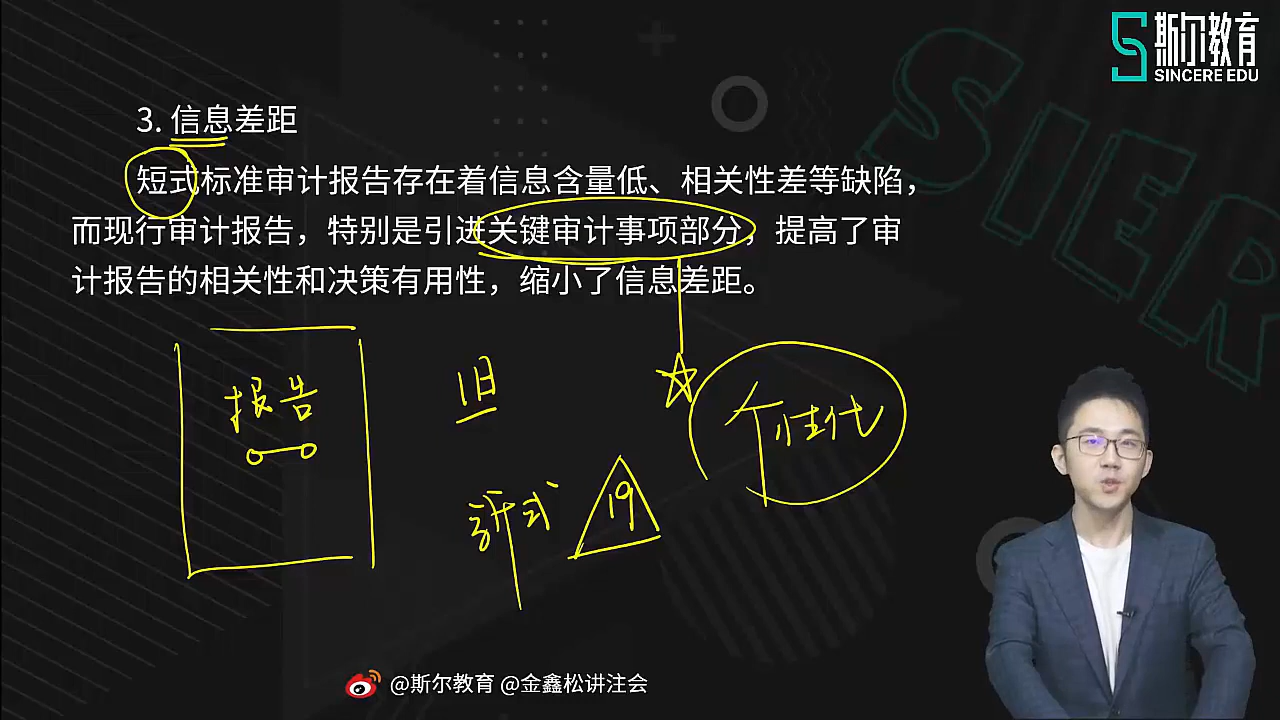 斯尔教育
SINCERE EDU
3. 信息差距
短式标准审计报告存在着信息含量低、相关性差等缺陷，
而现行审计报告，特别是引进关键审计事项部分，提高了审
计报告的相关性和决策有用性，缩小了信息差距。
报告
旧
个性化
新式
19
@斯尔教育 @金鑫松讲注会
SIER